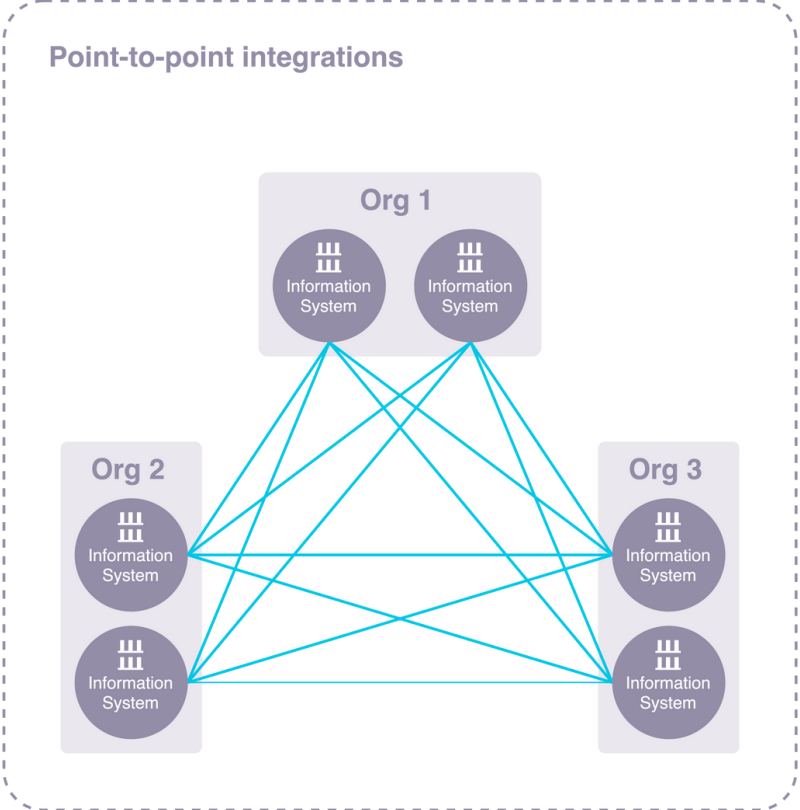 Point-to-point integrations
Org 1
Information
System
Information
System
Org 2
Information
System
Information
System
Org 3
Information
System
Information
System